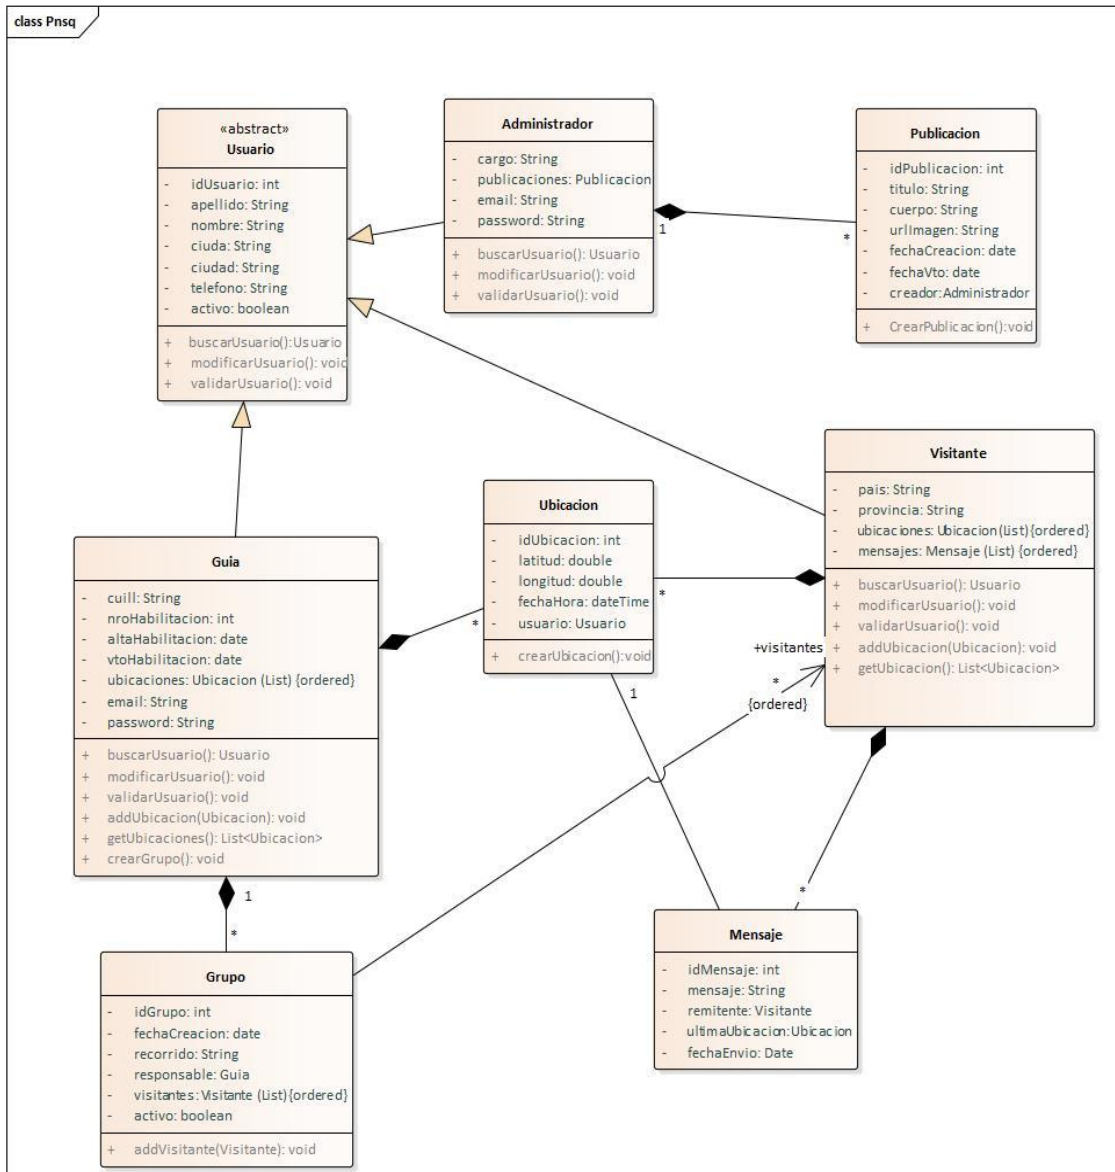 class Pnsq
«abstract»
Usuario
- idUsuario: int
- apellido: String
- nombre: String
- ciuda: String
- ciudad: String
- telefono: String
- activo: boolean
+ buscarUsuario():Usuario
+ modificarUsuario(): void
+ validarUsuario(): void
Administrador
- cargo: String
- publicaciones: Publicacion
- email: String
- password: String
+ buscarUsuario(): Usuario
+ modificarUsuario(): void
+ validarUsuario(): void
1
*
Publicacion
- idPublicacion: int
- titulo: String
- cuerpo: String
- urlImagen: String
- fechaCreacion: date
- fechaVto: date
- creador:Administrador
+ CrearPublicacion():void
Visitante
- pais: String
- provincia: String
- ubicaciones: Ubicacion (List){ordered}
- mensajes: Mensaje (List) {ordered}
+ buscarUsuario(): Usuario
+ modificarUsuario(): void
+ validarUsuario(): void
+ addUbicacion(Ubicacion): void
+ getUbicacion(): List<Ubicacion>
Ubicacion
- idUbicacion: int
- latitud: double
- longitud: double
- fechaHora: dateTime
- usuario: Usuario
+ crearUbicacion():void
*
*
1
+visitantes
*
{ordered}
Guia
- cuill: String
- nroHabilitacion: int
- altaHabilitacion: date
- vtoHabilitacion: date
- ubicaciones: Ubicacion (List) {ordered}
- email: String
- password: String
+ buscarUsuario(): Usuario
+ modificarUsuario(): void
+ validarUsuario(): void
+ addUbicacion(Ubicacion): void
+ getUbicaciones(): List<Ubicacion>
+ crearGrupo(): void
1
*
*
Grupo
- idGrupo: int
- fechaCreacion: date
- recorrido: String
- responsable: Guia
- visitantes: Visitante (List){ordered}
- activo: boolean
+ addVisitante(Visitante): void
Mensaje
- idMensaje: int
- mensaje: String
- remitente: Visitante
- ultimaUbicacion:Ubicacion
- fechaEnvio: Date